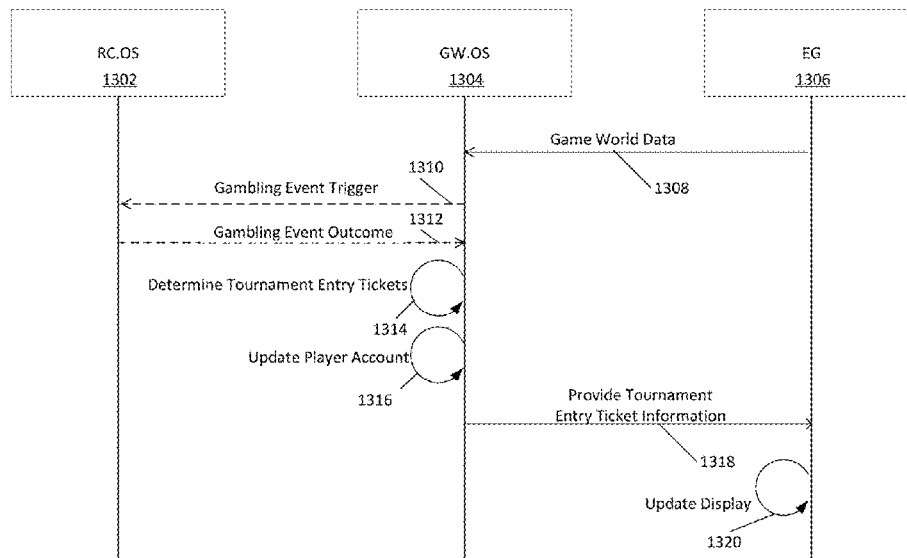 RC.OS
1302
GW.OS
1304
EG
1306
Game World Data
1308
1310
Gambling Event Trigger
1312
Gambling Event Outcome
Determine Tournament Entry Tickets
1314
Update Player Account
1316
Provide Tournament
Entry Ticket Information
1318
Update Display
1320